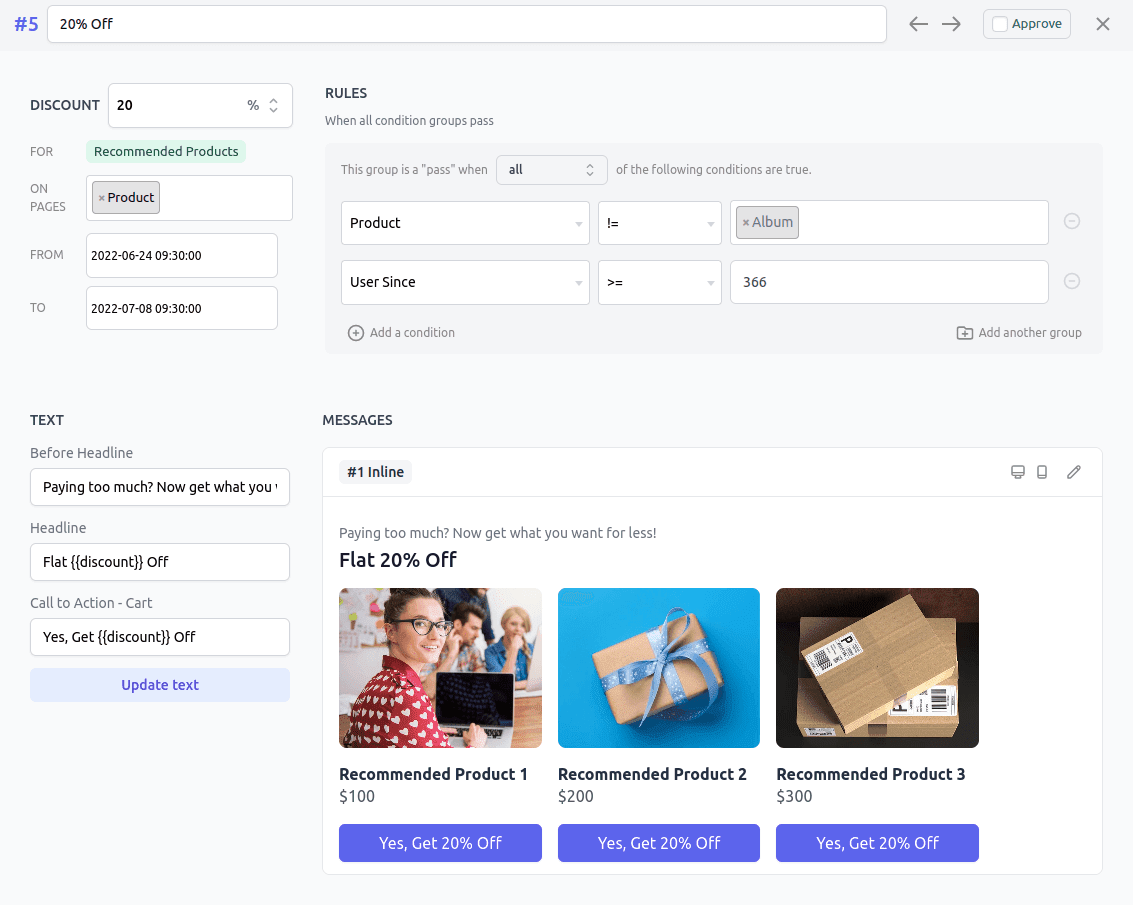 #5 20% Off Approve
DISCOUNT 20 %
FOR Recommended Products
ON PAGES × Product
FROM 2022-06-24 09:30:00
TO 2022-07-08 09:30:00
RULES
When all condition groups pass
This group is a "pass" when all of the following conditions are true.
Product != × Album
User Since >= 366
Add a condition Add another group
TEXT
Before Headline
Paying too much? Now get what you
Headline
Flat {{discount}} Off
Call to Action - Cart
Yes, Get {{discount}} Off
Update text
MESSAGES
#1 Inline
Paying too much? Now get what you want for less!
Flat 20% Off
Recommended Product 1 Recommended Product 2 Recommended Product 3
$100 $200 $300
Yes, Get 20% Off Yes, Get 20% Off Yes, Get 20% Off